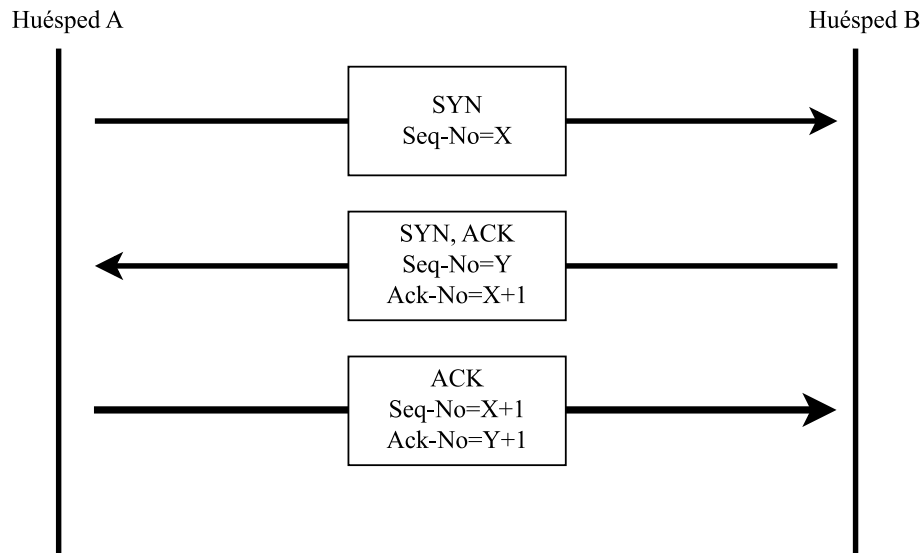 Huésped A
Huésped B
SYN
Seq-No=X
SYN, ACK
Seq-No=Y
Ack-No=X+1
ACK
Seq-No=X+1
Ack-No=Y+1